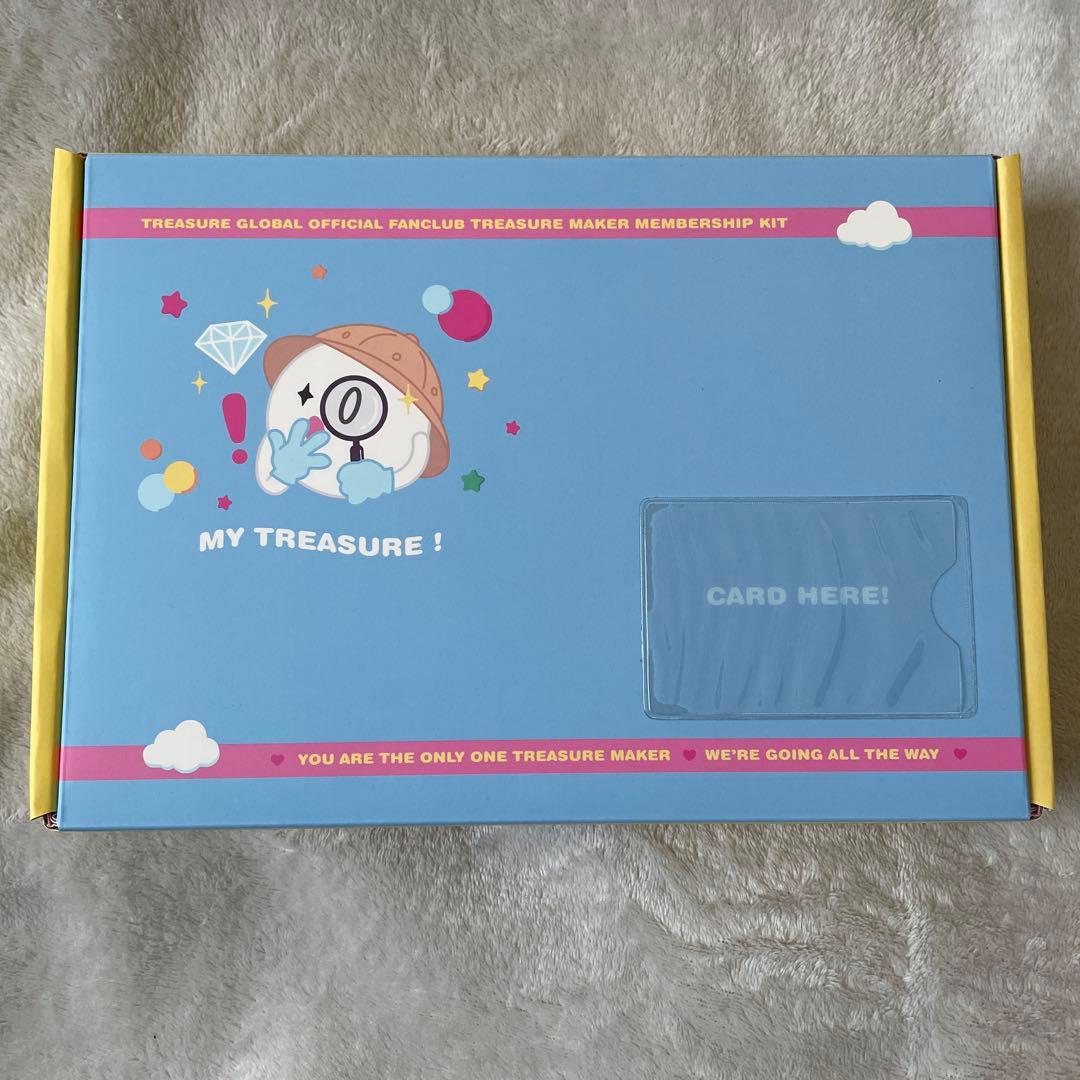 TREASURE GLOBAL OFFICIAL FANCLUB TREASURE MAKER MEMBERSHIP KIT
MY TREASURE !
CARD HERE!
YOU ARE THE ONLY ONE TREASURE MAKER WE'RE GOING ALL THE WAY